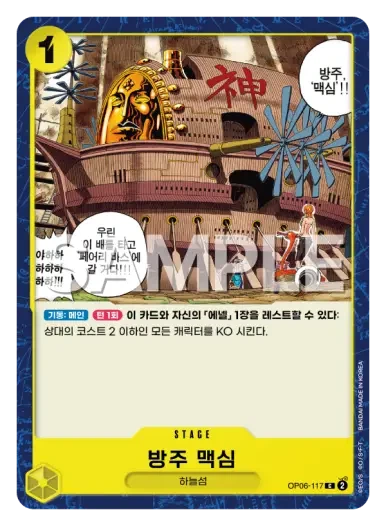 1
神
방주,
'맥심'!!
우린
이 배를 타고
'페어리 바스'에
갈 거다!!!
야하하
하하하
하!!!
SAMPLE
기동: 메인 턴 1회 이 카드와 자신의 「에넬」 1장을 레스트할 수 있다:
상대의 코스트 2 이하인 모든 캐릭터를 KO 시킨다.
STAGE
방주 맥심
하늘섬
OP06-117 C 2
BANDAI MADE IN KOREA